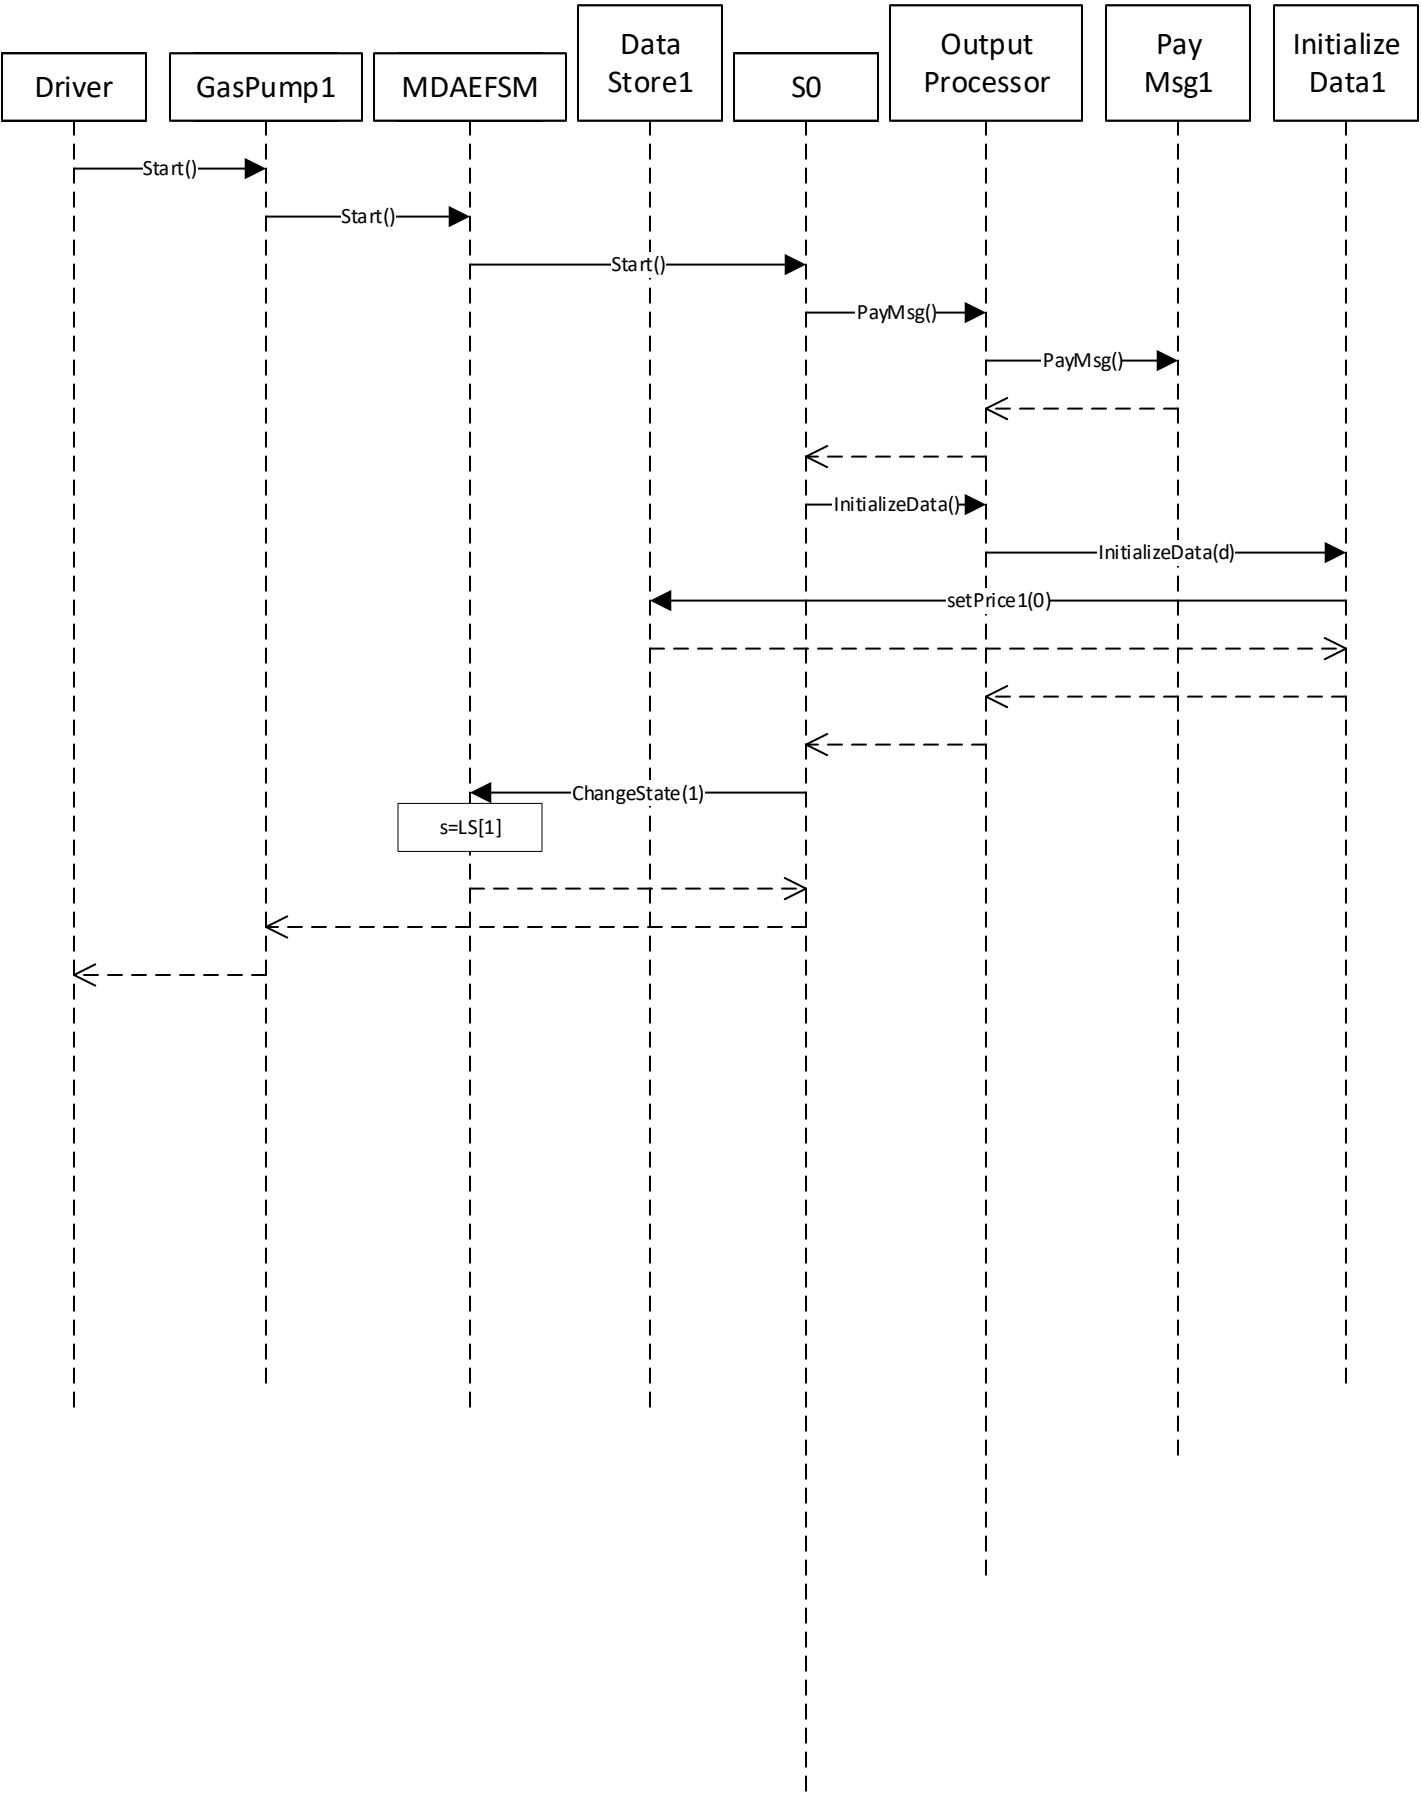 Driver
GasPump1
MDAEFSM
Data
Store1
S0
Output
Processor
Pay
Msg1
Initialize
Data1
Start()
Start()
Start()
PayMsg()
PayMsg()
InitializeData()
InitializeData(d)
setPrice1(0)
ChangeState(1)
s=LS[1]